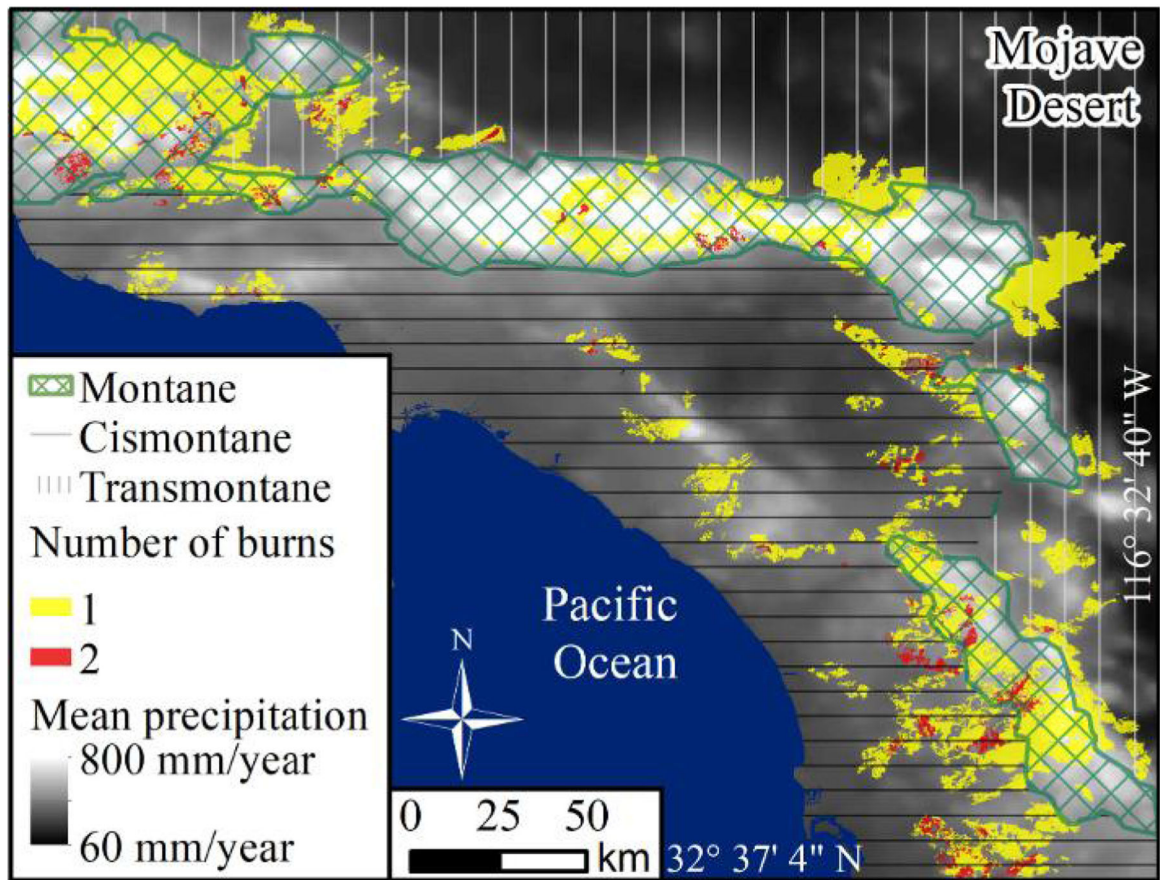 Mojave
Desert
Montane
Cismontane
Transmontane
Number of burns
1
2
Mean precipitation
800 mm/year
60 mm/year
Pacific
Ocean
N
0 25 50
km
32° 37' 4" N
116° 32' 40" W